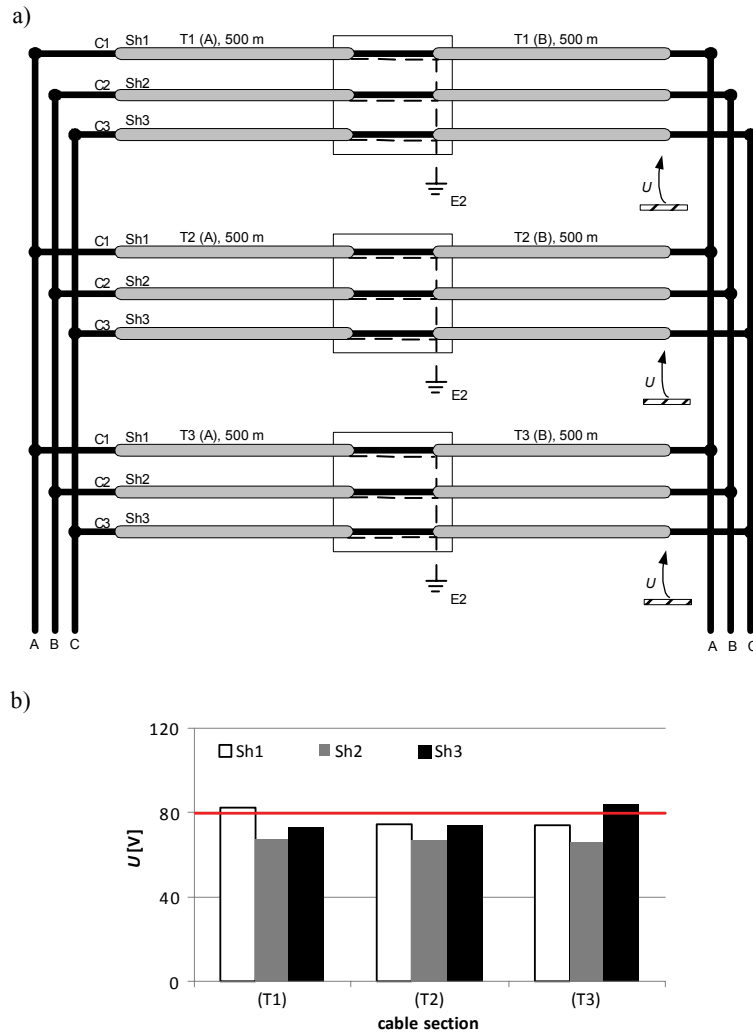 a)
C1 Sh1 T1 (A), 500 m T1 (B), 500 m
C2 Sh2
C3 Sh3
U
E2
C1 Sh1 T2 (A), 500 m T2 (B), 500 m
C2 Sh2
C3 Sh3
U
E2
C1 Sh1 T3 (A), 500 m T3 (B), 500 m
C2 Sh2
C3 Sh3
U
E2
A B C A B C
b)
120
Sh1 Sh2 Sh3
80
U [V]
40
0
(T1) (T2) (T3)
cable section